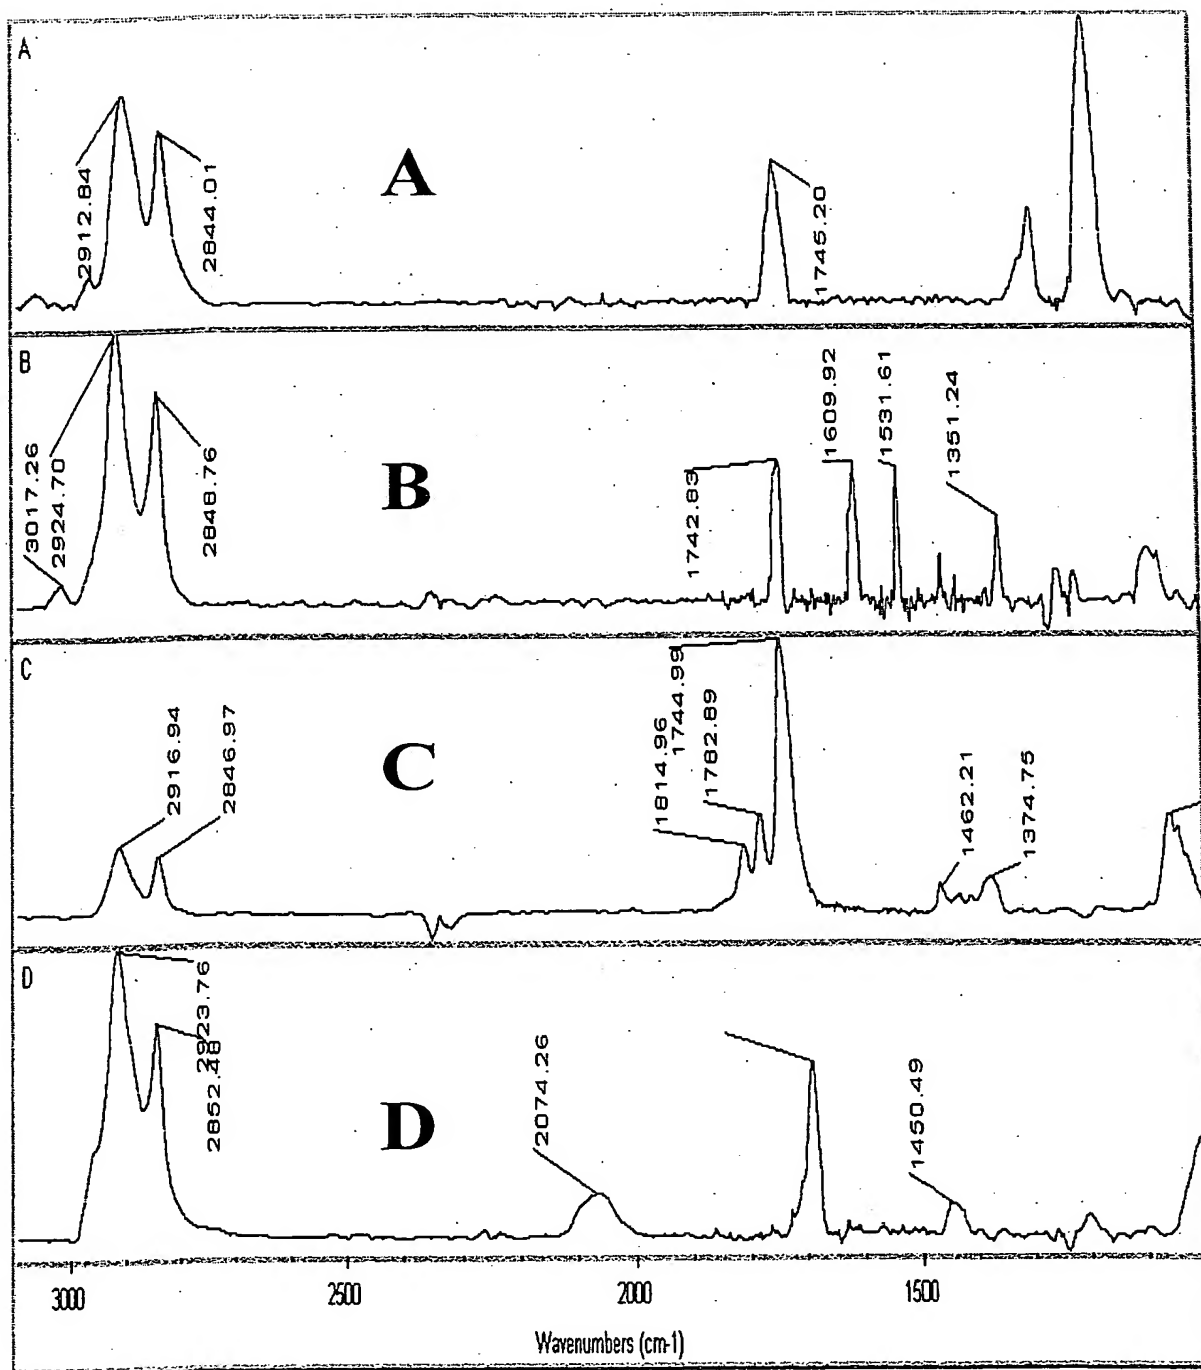 A
A
2912.84
2844.01
1745.20
B
B
3017.26
2924.70
2848.76
1742.83
1609.92
1531.61
1351.24
C
C
2916.94
2846.97
1814.96
1744.99
1782.89
1462.21
1374.75
D
D
2923.76
2852.48
2074.26
1450.49
3000
2500
2000
1500
Wavenumbers (cm-1)